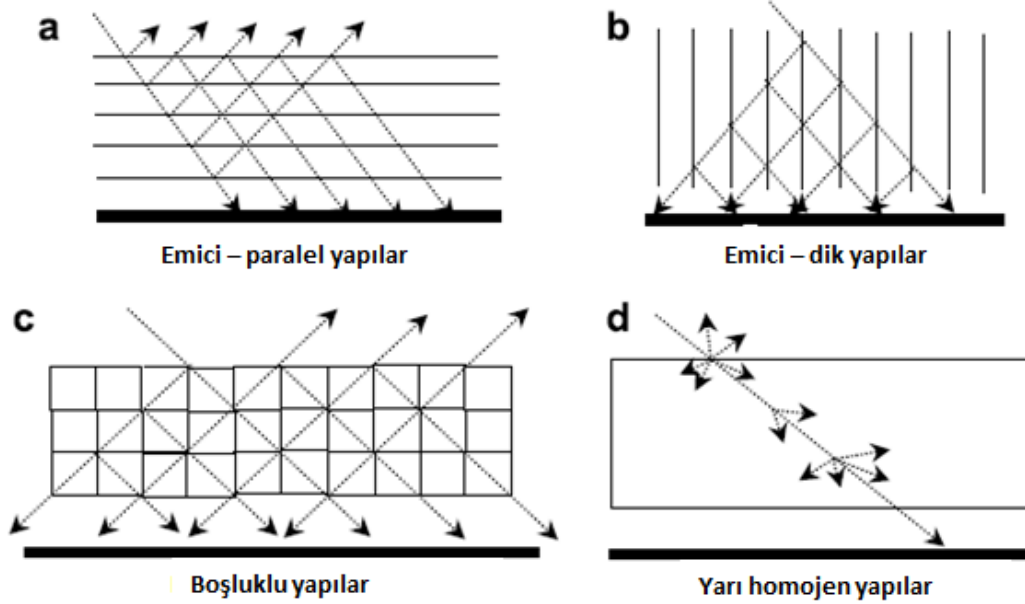 a
b
Emici – paralel yapılar
Emici – dik yapılar
c
d
Boşluklu yapılar
Yarı homojen yapılar